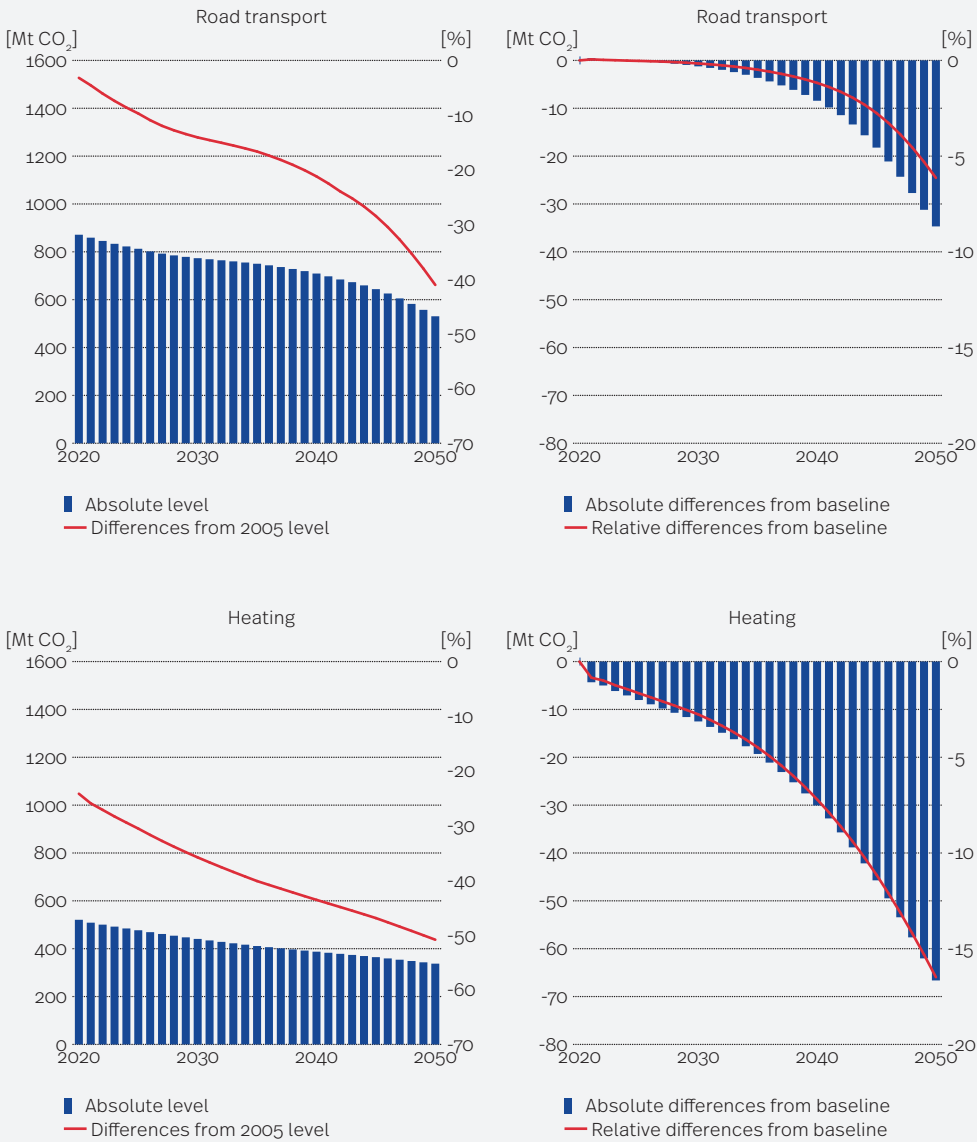 Road transport
[Mt CO₂] [%]
1600 0
1400 -10
1200 -20
1000 -30
800 -40
600 -50
400 -60
200
0 -70
2020 2030 2040 2050
Absolute level
Differences from 2005 level
Road transport
[Mt CO₂] [%]
0 0
-10
-20 -5
-30
-40 -10
-50
-60 -15
-70
-80 -20
2020 2030 2040 2050
Absolute differences from baseline
Relative differences from baseline
Heating
[Mt CO₂] [%]
1600 0
1400 -10
1200 -20
1000 -30
800 -40
600 -50
400 -60
200
0 -70
2020 2030 2040 2050
Absolute level
Differences from 2005 level
Heating
[Mt CO₂] [%]
0 0
-10
-20 -5
-30
-40 -10
-50
-60 -15
-70
-80 -20
2020 2030 2040 2050
Absolute differences from baseline
Relative differences from baseline